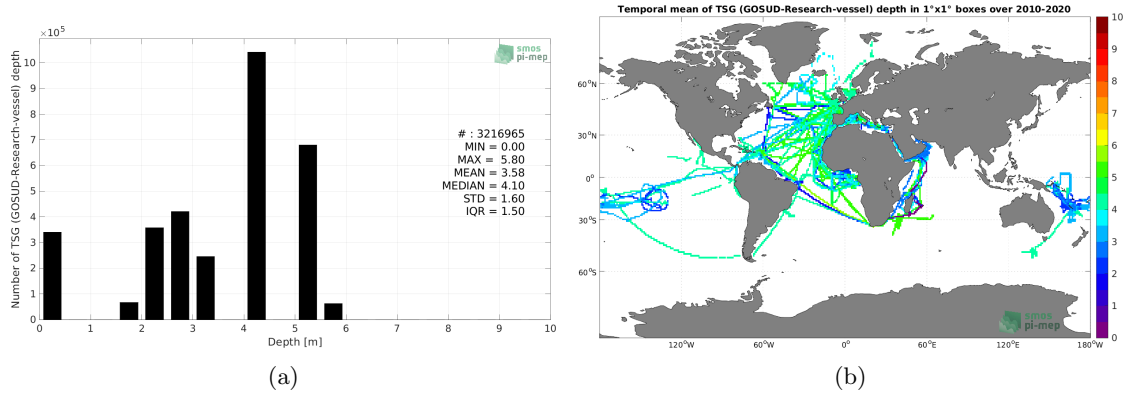 ×10⁵
10
9
8
7
6
5
4
3
2
1
0
Number of TSG (GOSUD-Research-vessel) depth
0 1 2 3 4 5 6 7 8 9 10
Depth [m]
smos
pi-mep
# : 3216965
MIN = 0.00
MAX = 5.80
MEAN = 3.58
MEDIAN = 4.10
STD = 1.60
IQR = 1.50
(a)
Temporal mean of TSG (GOSUD-Research-vessel) depth in 1°x1° boxes over 2010-2020
60°N
30°N
0°
30°S
60°S
120°W 60°W 0° 60°E 120°E 180°W
smos
pi-mep
10
9
8
7
6
5
4
3
2
1
0
(b)